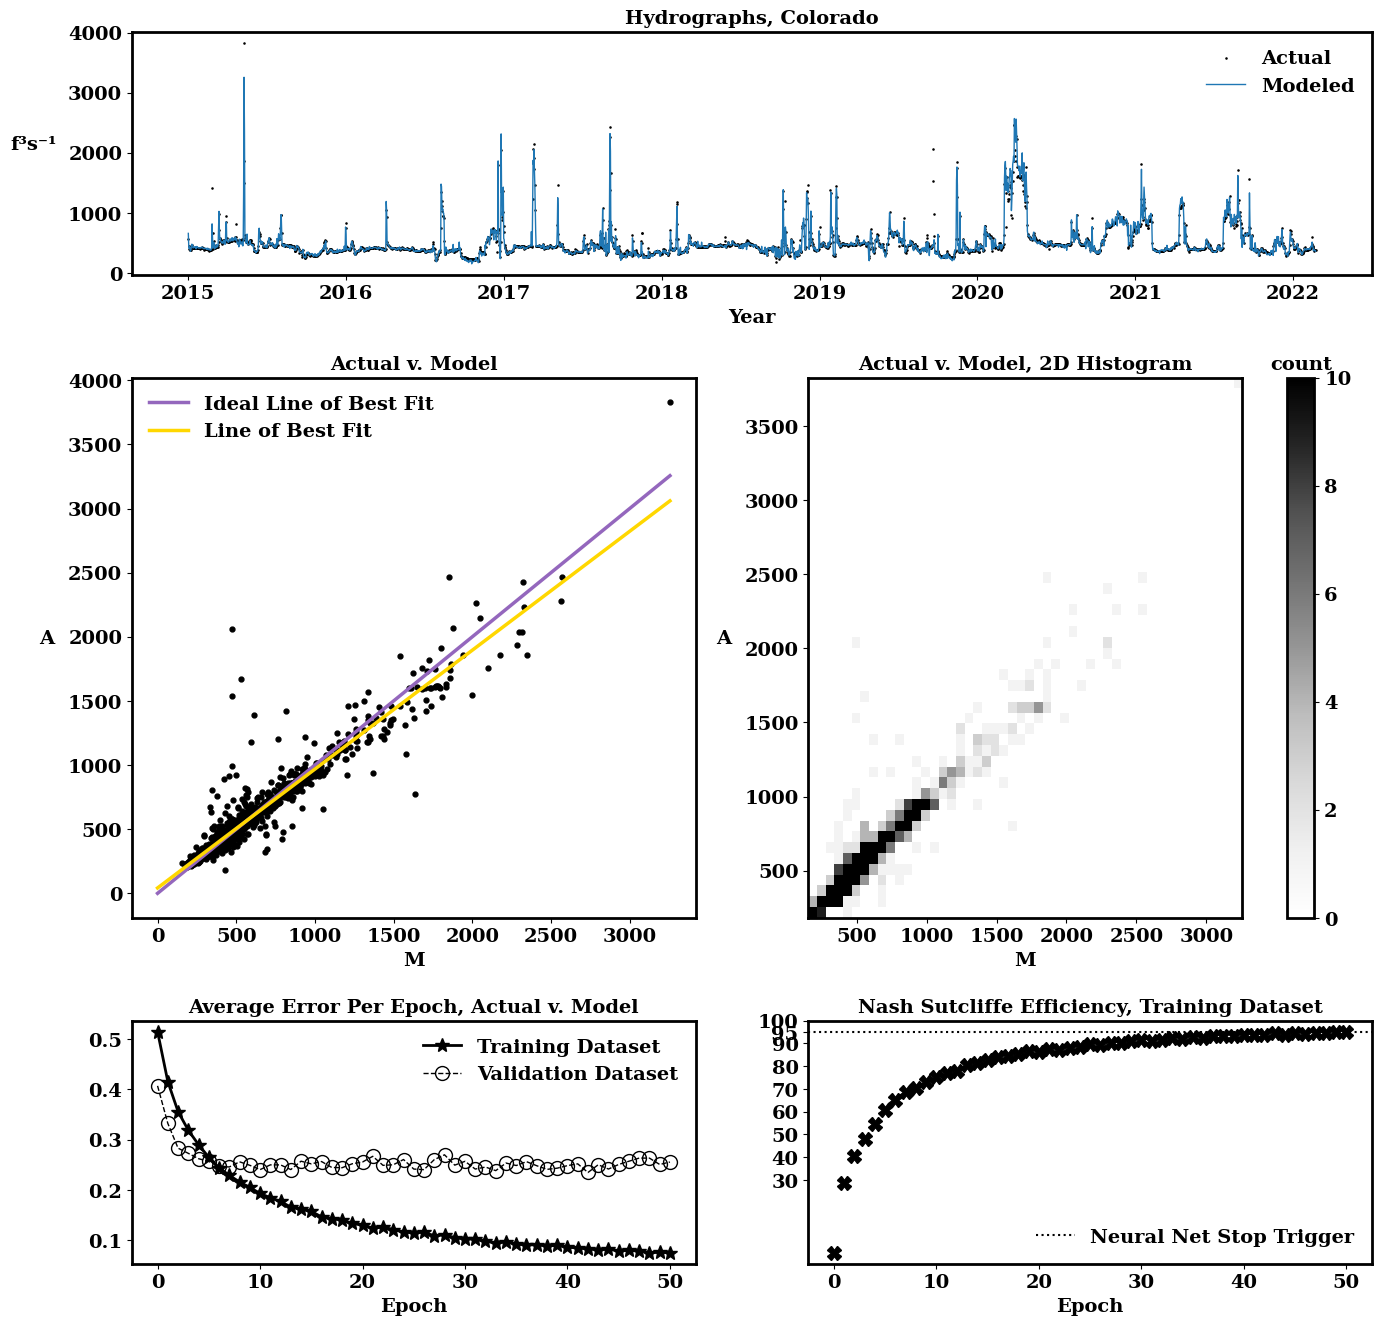 Hydrographs, Colorado
4000
3000
2000
1000
0
f³s⁻¹
Actual
Modeled
2015 2016 2017 2018 2019 2020 2021 2022
Year
Actual v. Model
4000
3500
3000
2500
2000
1500
1000
500
0
A
Ideal Line of Best Fit
Line of Best Fit
0 500 1000 1500 2000 2500 3000
M
Actual v. Model, 2D Histogram
3500
3000
2500
2000
1500
1000
500
A
500 1000 1500 2000 2500 3000
M
count
10
8
6
4
2
0
Average Error Per Epoch, Actual v. Model
0.5
0.4
0.3
0.2
0.1
Training Dataset
Validation Dataset
0 10 20 30 40 50
Epoch
Nash Sutcliffe Efficiency, Training Dataset
100
95
90
80
70
60
50
40
30
Neural Net Stop Trigger
0 10 20 30 40 50
Epoch